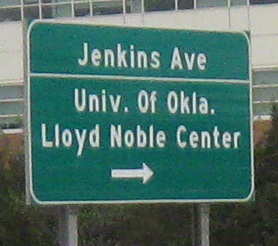 Jenkins Ave
Univ. Of Okla.
Lloyd Noble Center